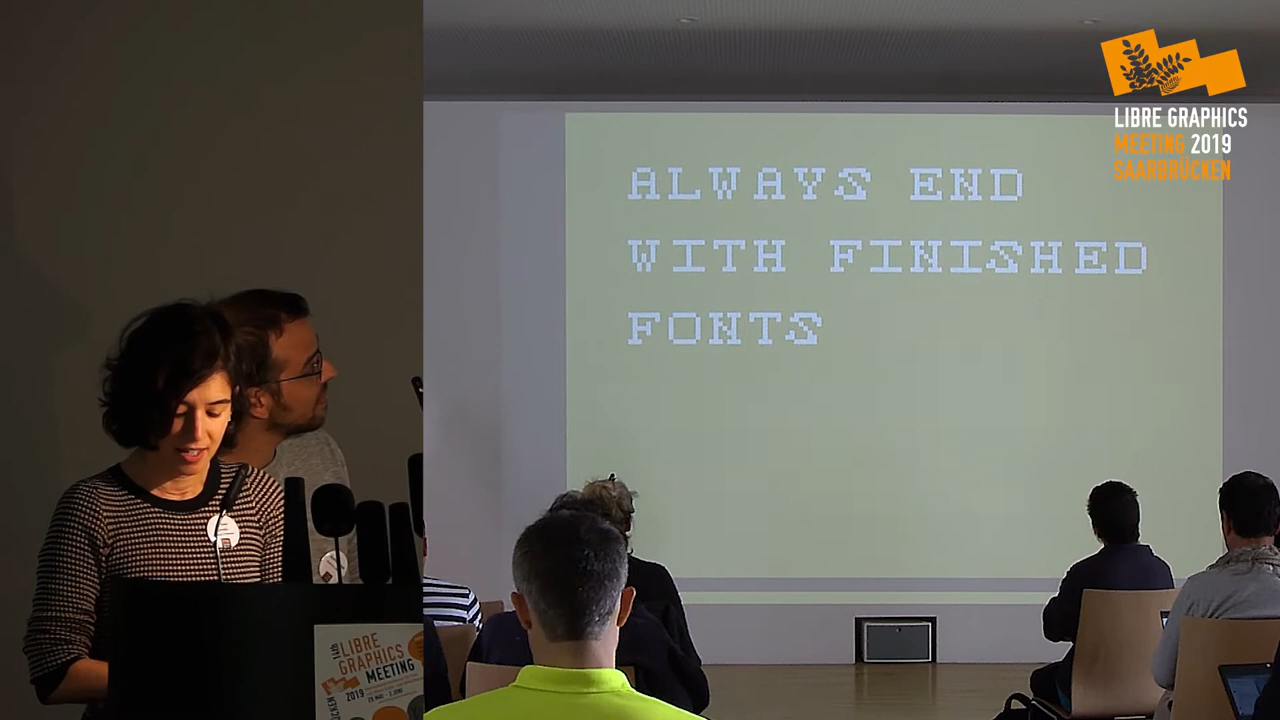 ALWAYS END
WITH FINISHED
FONTS
LIBRE GRAPHICS
MEETING 2019
SAARBRÜCKEN
LIBRE
GRAPHICS
MEETING
2019